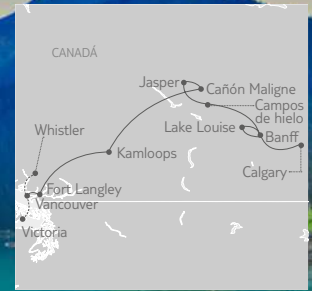 CANADÁ
Jasper
Cañón Maligne
Campos
de hielo
Lake Louise
Banff
Whistler
Kamloops
Calgary
Fort Langley
Vancouver
Victoria